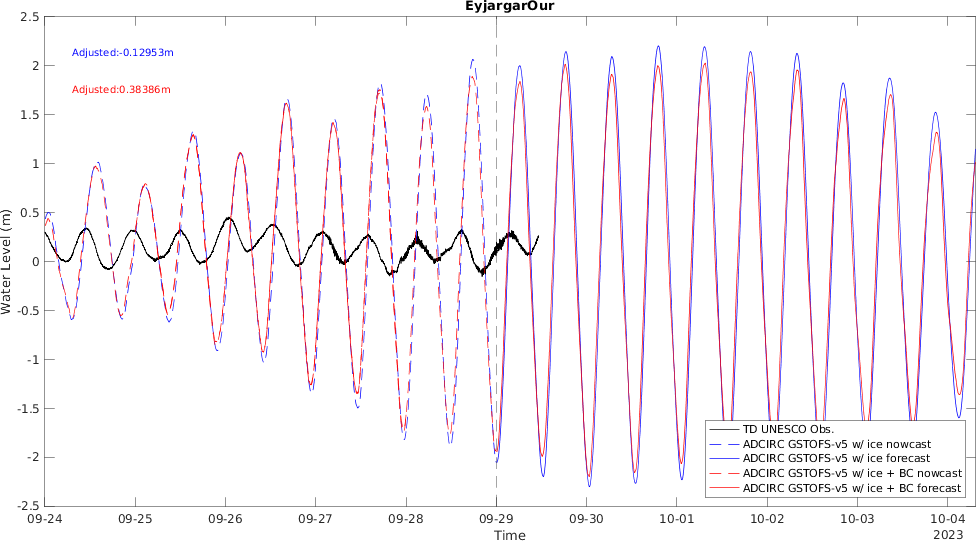 EyjargarOur
2.5
2
1.5
1
0.5
0
-0.5
-1
-1.5
-2
-2.5
Water Level (m)
Adjusted:-0.12953m
Adjusted:0.38386m
TD UNESCO Obs.
ADCIRC GSTOFS-v5 w/ ice nowcast
ADCIRC GSTOFS-v5 w/ ice forecast
ADCIRC GSTOFS-v5 w/ ice + BC nowcast
ADCIRC GSTOFS-v5 w/ ice + BC forecast
09-24 09-25 09-26 09-27 09-28 09-29 09-30 10-01 10-02 10-03 10-04
Time
2023